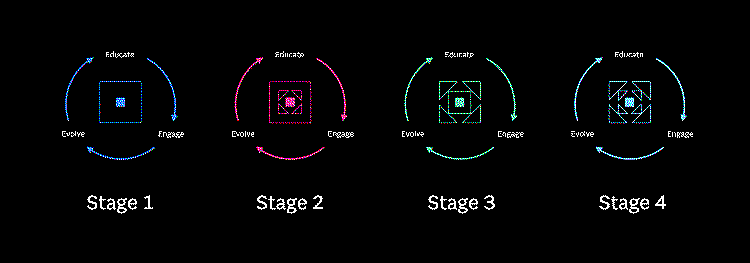 Educate
Evolve
Engage
Stage 1
Educate
Evolve
Engage
Stage 2
Educate
Evolve
Engage
Stage 3
Educate
Evolve
Engage
Stage 4